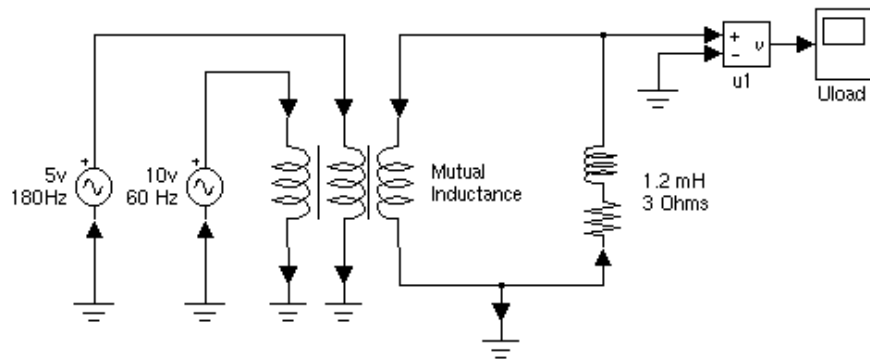 +
-
v
u1
Uload
5v
180Hz
+
10v
60 Hz
+
Mutual
Inductance
1.2 mH
3 Ohms